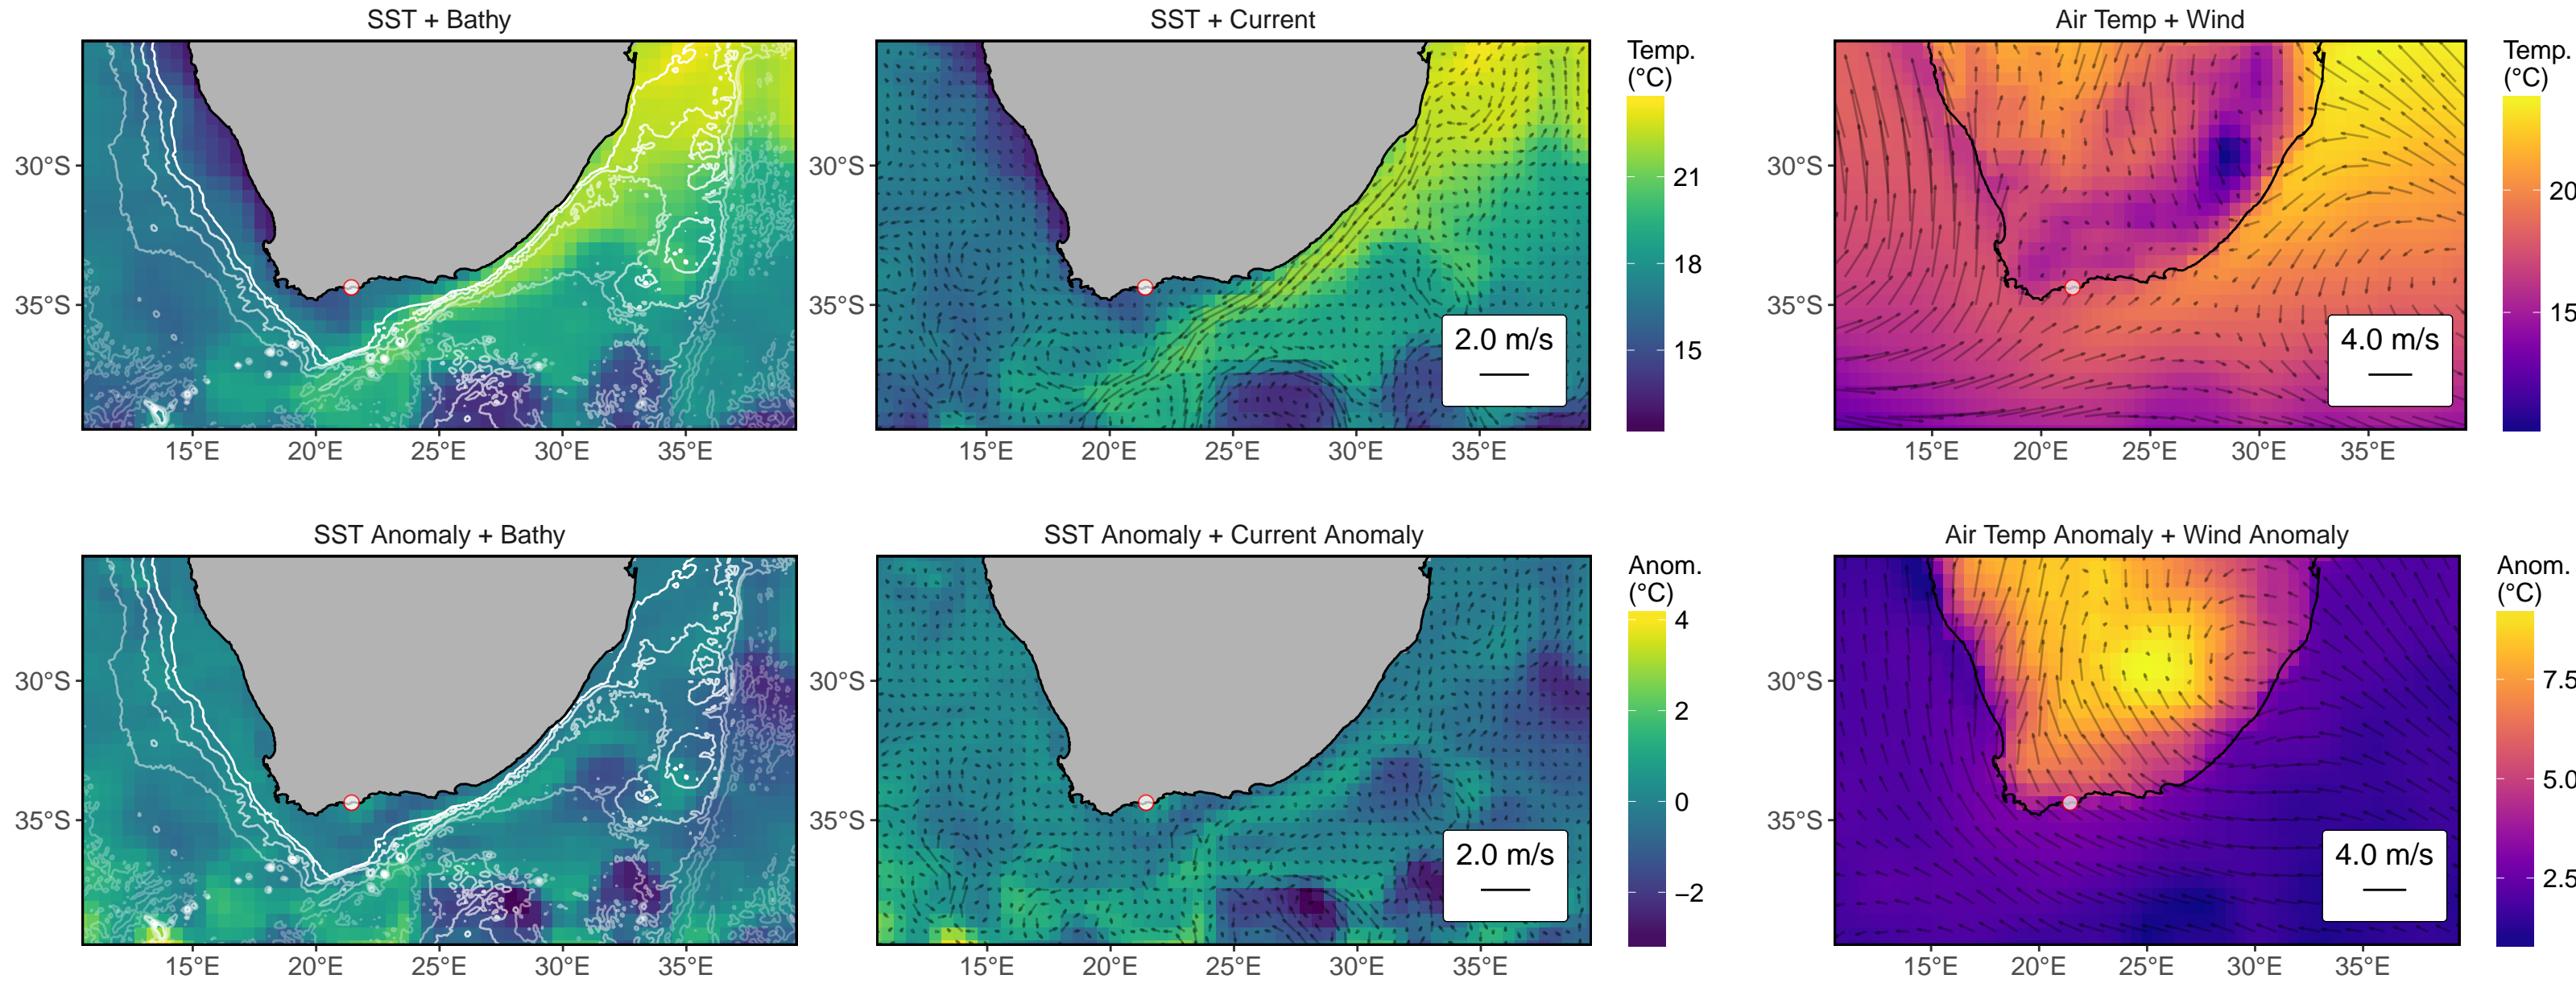 SST + Bathy
SST + Current
Air Temp + Wind
Temp.
(°C)
21
18
15
Temp.
(°C)
20
15
30°S
35°S
15°E 20°E 25°E 30°E 35°E
30°S
35°S
2.0 m/s
15°E 20°E 25°E 30°E 35°E
30°S
35°S
4.0 m/s
15°E 20°E 25°E 30°E 35°E
SST Anomaly + Bathy
SST Anomaly + Current Anomaly
Air Temp Anomaly + Wind Anomaly
Anom.
(°C)
4
2
0
−2
Anom.
(°C)
7.5
5.0
2.5
30°S
35°S
15°E 20°E 25°E 30°E 35°E
30°S
35°S
2.0 m/s
15°E 20°E 25°E 30°E 35°E
30°S
35°S
4.0 m/s
15°E 20°E 25°E 30°E 35°E